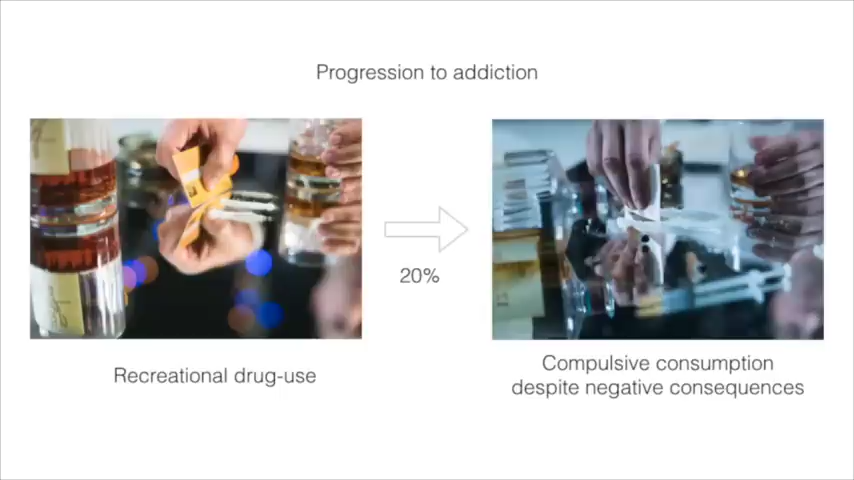 Progression to addiction
20%
Recreational drug-use
Compulsive consumption
despite negative consequences